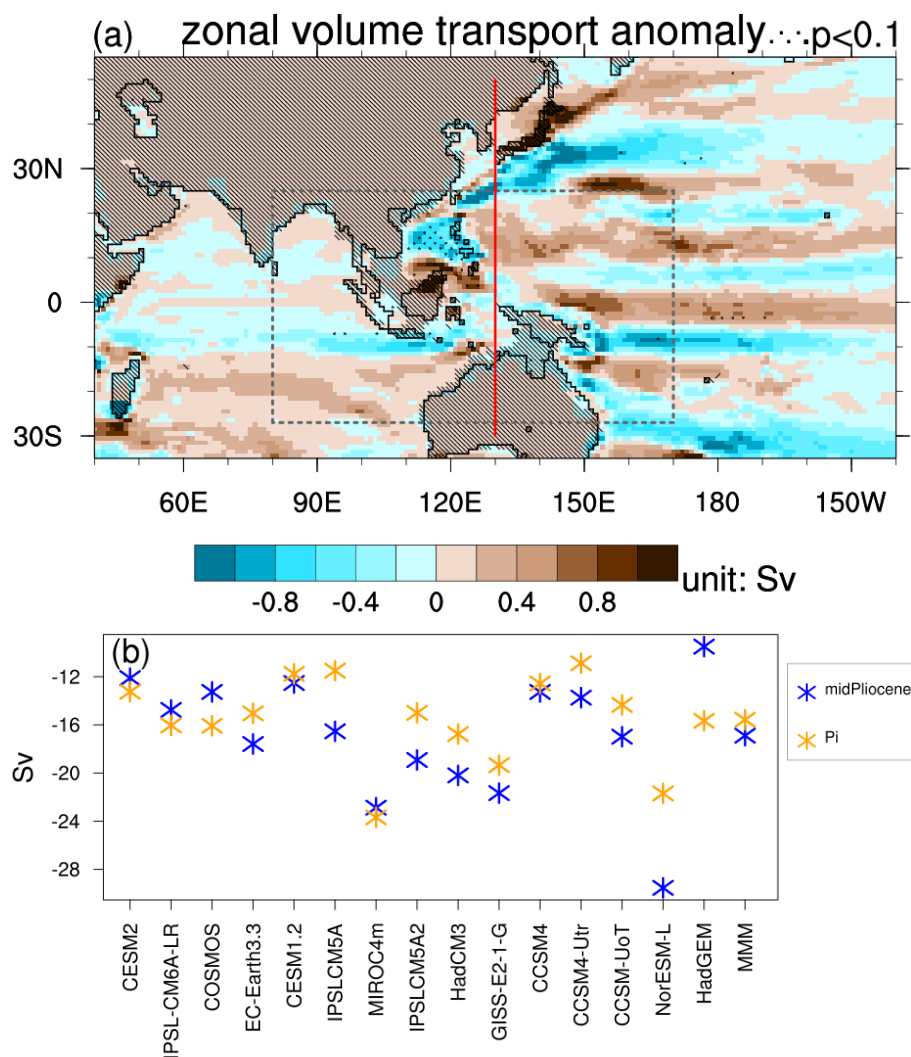 (a) zonal volume transport anomaly ∴∴p<0.1
30N
0
30S
60E 90E 120E 150E 180 150W
-0.8 -0.4 0 0.4 0.8 unit: Sv
(b)
-12
-16
-20
-24
-28
Sv
midPliocene
Pi
CESM2
IPSL-CM6A-LR
COSMOS
EC-Earth3.3
CESM1.2
IPSLCM5A
MIROC4m
IPSLCM5A2
HadCM3
GISS-E2-1-G
CCSM4
CCSM4-Utr
CCSM-UoT
NorESM-L
HadGEM
MMM